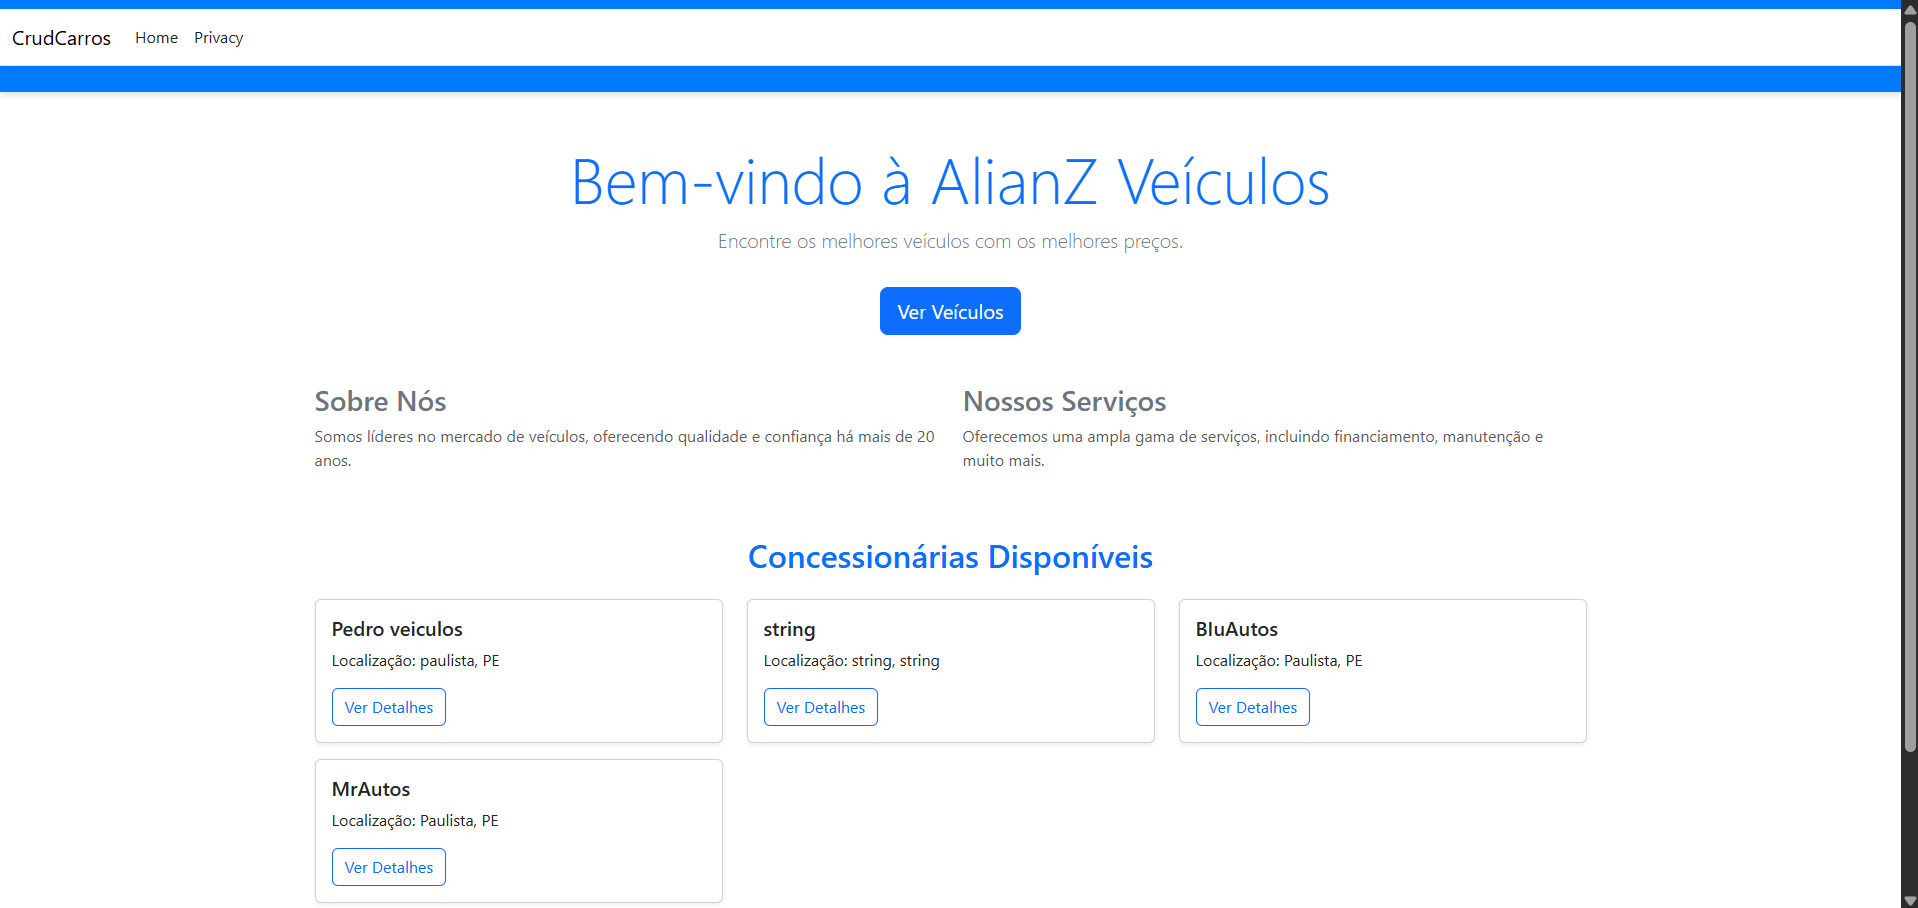 CrudCarros Home Privacy
Bem-vindo à AlianZ Veículos
Encontre os melhores veículos com os melhores preços.
Ver Veículos
Sobre Nós
Somos líderes no mercado de veículos, oferecendo qualidade e confiança há mais de 20
anos.
Nossos Serviços
Oferecemos uma ampla gama de serviços, incluindo financiamento, manutenção e
muito mais.
Concessionárias Disponíveis
Pedro veiculos
Localização: paulista, PE
Ver Detalhes
string
Localização: string, string
Ver Detalhes
BluAutos
Localização: Paulista, PE
Ver Detalhes
MrAutos
Localização: Paulista, PE
Ver Detalhes